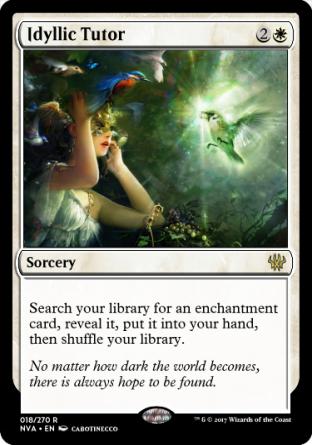 Idyllic Tutor 2
Sorcery
Search your library for an enchantment
card, reveal it, put it into your hand,
then shuffle your library.
No matter how dark the world becomes,
there is always hope to be found.
018/270 R
NVA • EN CABOTINECCO
™ & © 2017 Wizards of the Coast